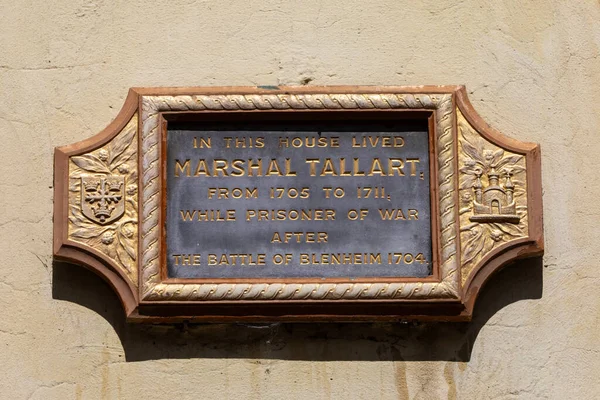 IN THIS HOUSE LIVED
MARSHAL TALLART,
FROM 1705 TO 1711,
WHILE PRISONER OF WAR
AFTER
THE BATTLE OF BLENHEIM 1704.